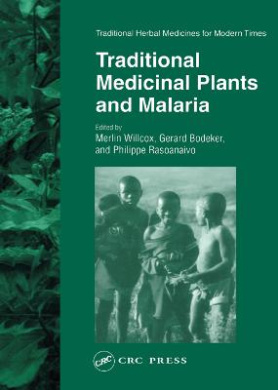 Traditional Herbal Medicines for Modern Times
Traditional
Medicinal Plants
and Malaria
Edited by
Merlin Willcox, Gerard Bodeker,
and Philippe Rasoanaivo
CRC PRESS